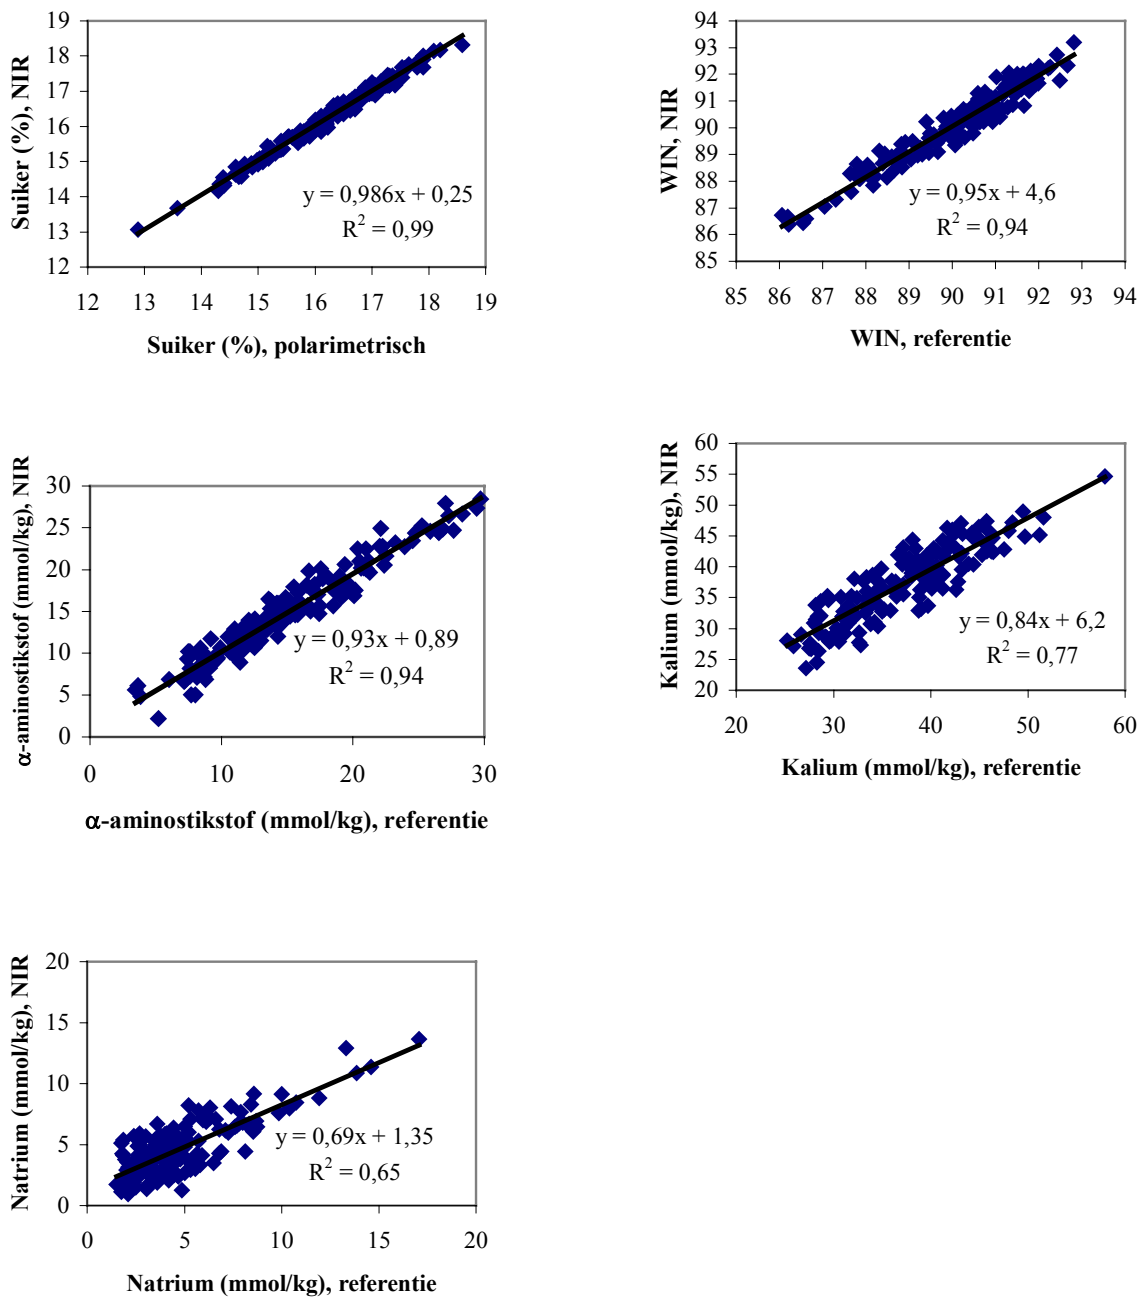 Suiker (%), NIR
19
18
17
16
15
14
13
12
y = 0,986x + 0,25
R² = 0,99
12 13 14 15 16 17 18 19
Suiker (%), polarimetrisch
WIN, NIR
94
93
92
91
90
89
88
87
86
85
y = 0,95x + 4,6
R² = 0,94
85 86 87 88 89 90 91 92 93 94
WIN, referentie
α-aminostikstof (mmol/kg), NIR
30
25
20
15
10
5
0
y = 0,93x + 0,89
R² = 0,94
0 10 20 30
α-aminostikstof (mmol/kg), referentie
Kalium (mmol/kg), NIR
60
55
50
45
40
35
30
25
20
y = 0,84x + 6,2
R² = 0,77
20 30 40 50 60
Kalium (mmol/kg), referentie
Natrium (mmol/kg), NIR
20
15
10
5
0
y = 0,69x + 1,35
R² = 0,65
0 5 10 15 20
Natrium (mmol/kg), referentie